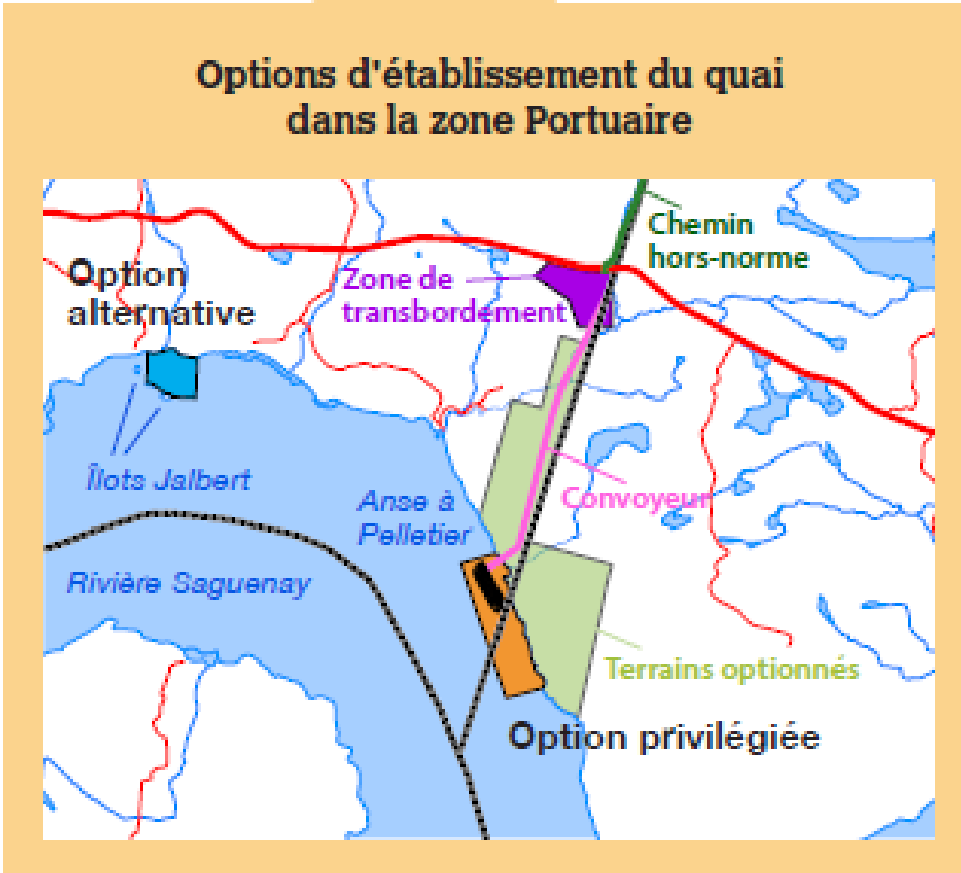 Options d'établissement du quai
dans la zone Portuaire
Chemin
hors-norme
Option
alternative
Zone de
transbordement
Îlots Jalbert
Anse à
Pelletier
Convoyeur
Rivière Saguenay
Terrains optionnés
Option privilégiée